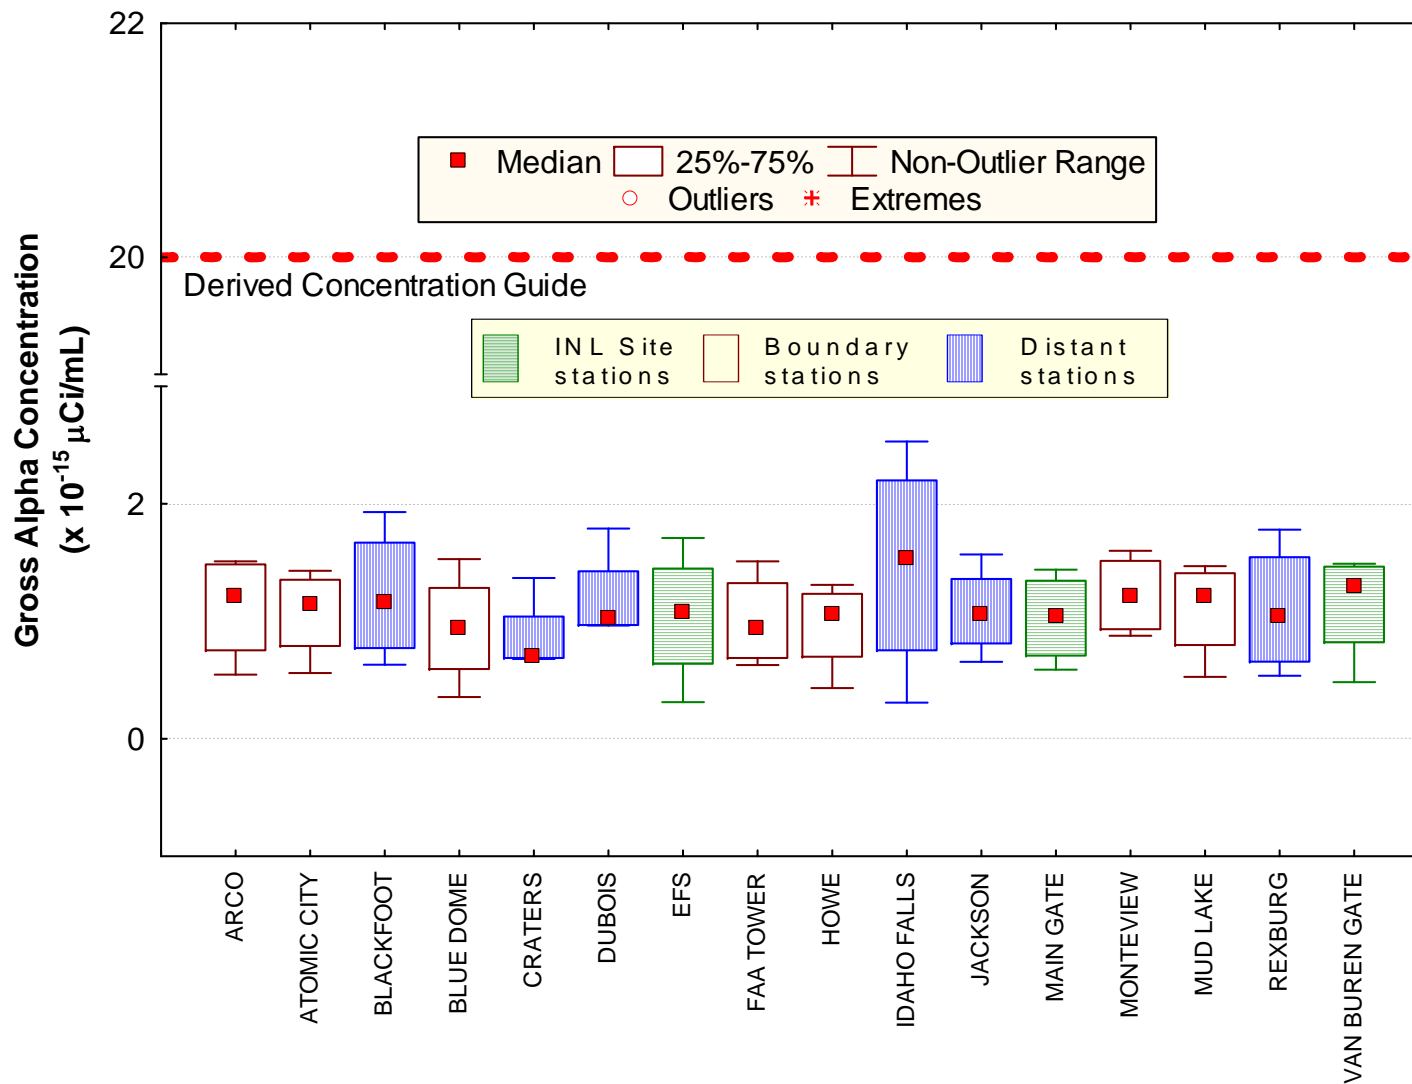 22
Median 25%-75% Non-Outlier Range
Outliers Extremes
20
Derived Concentration Guide
INL Site stations
Boundary stations
Distant stations
Gross Alpha Concentration
(x 10⁻¹⁵ μCi/mL)
2
0
ARCO
ATOMIC CITY
BLACKFOOT
BLUE DOME
CRATERS
DUBOIS
EFS
FAA TOWER
HOWE
IDAHO FALLS
JACKSON
MAIN GATE
MONTEVIEW
MUD LAKE
REXBURG
VAN BUREN GATE